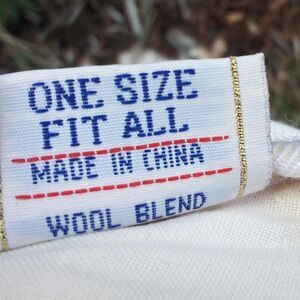 ONE SIZE
FIT ALL
MADE IN CHINA
WOOL BLEND